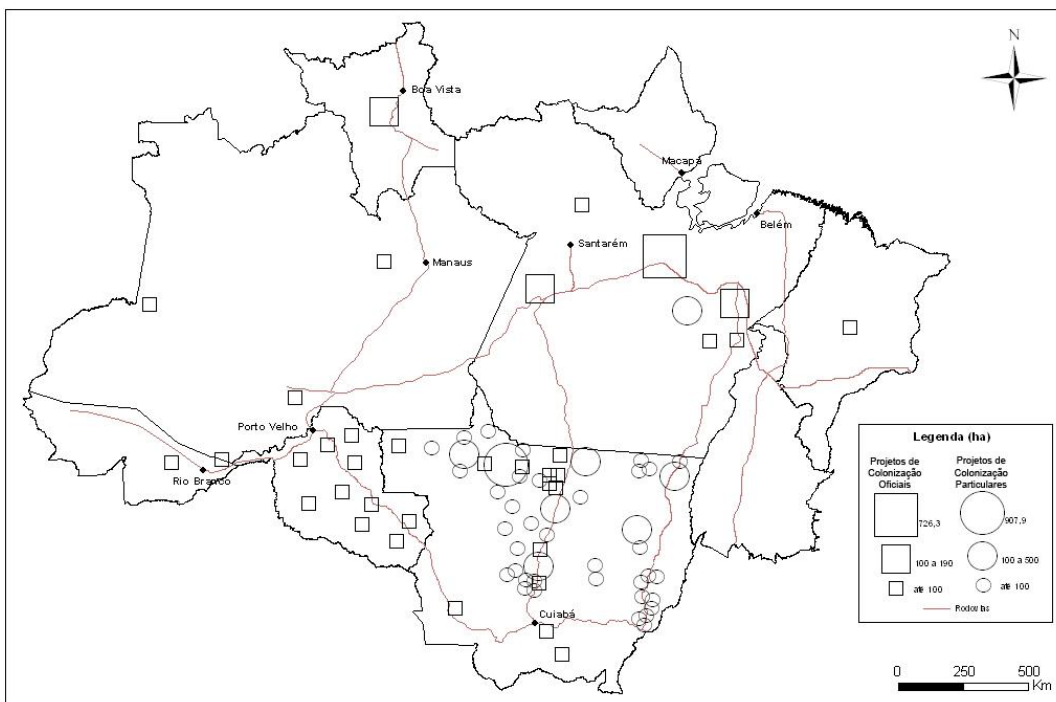 N
Boa Vista
Macapá
Belém
Santarém
Manaus
Porto Velho
Rio Branco
Cuiabá
Legenda (ha)
Projetos de
Colonização
Oficiais
Projetos de
Colonização
Particulares
726,3
907,9
100 a 190
100 a 500
até 100
até 100
Rodovias
0 250 500
Km